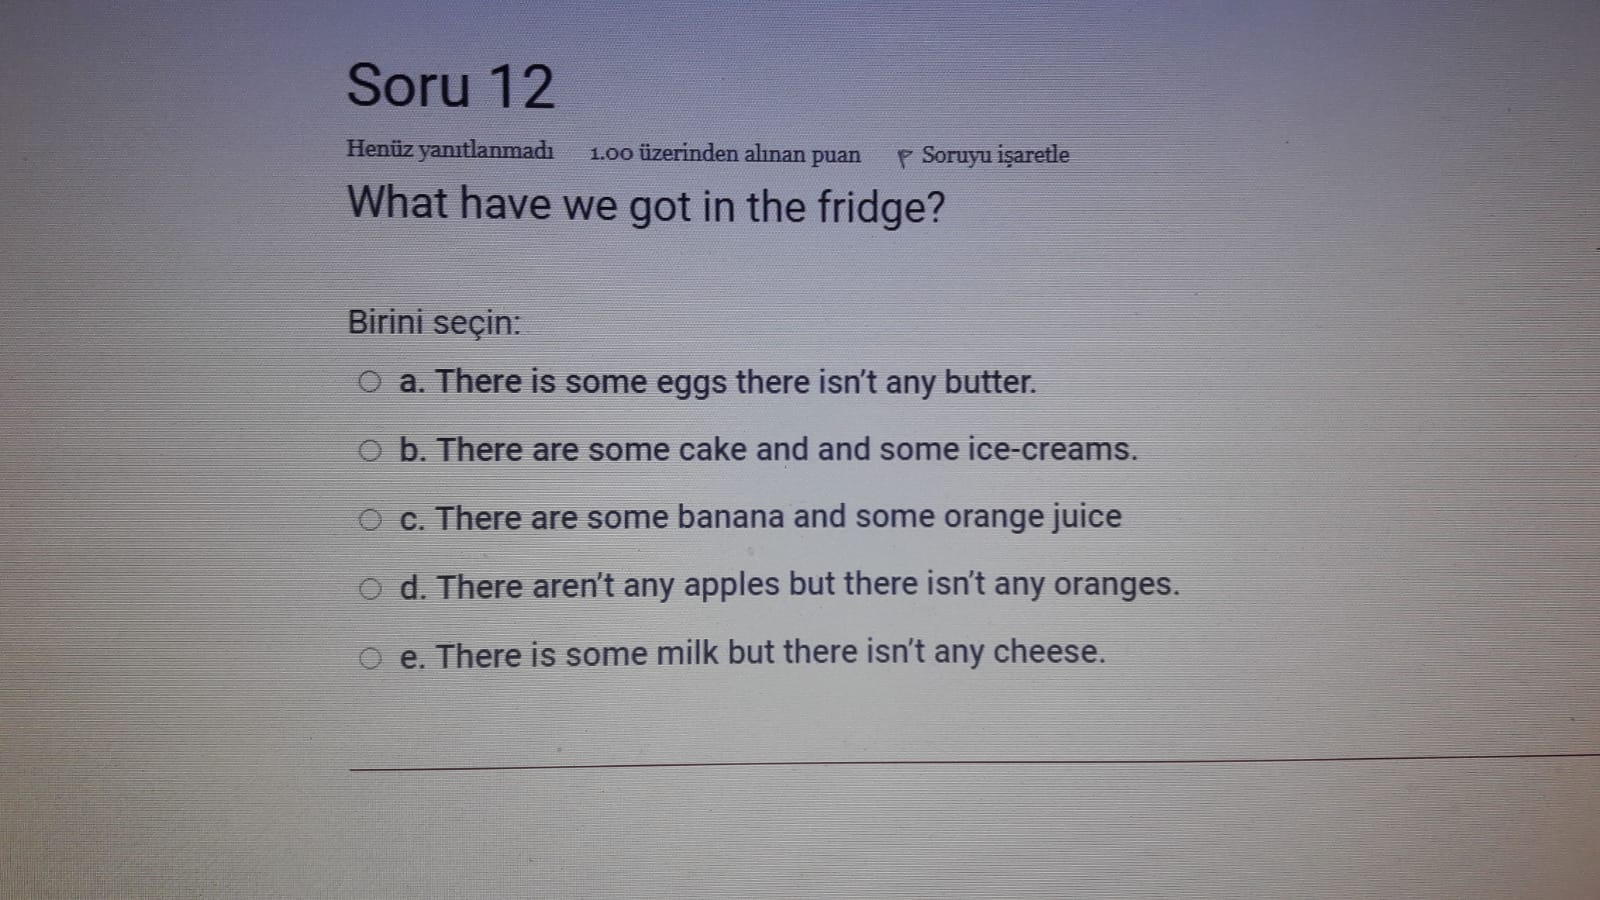 Soru 12
Henüz yanıtlanmadı 1.00 üzerinden alınan puan Soruyu işaretle
What have we got in the fridge?
Birini seçin:
a. There is some eggs there isn't any butter.
b. There are some cake and and some ice-creams.
c. There are some banana and some orange juice
d. There aren't any apples but there isn't any oranges.
e. There is some milk but there isn't any cheese.